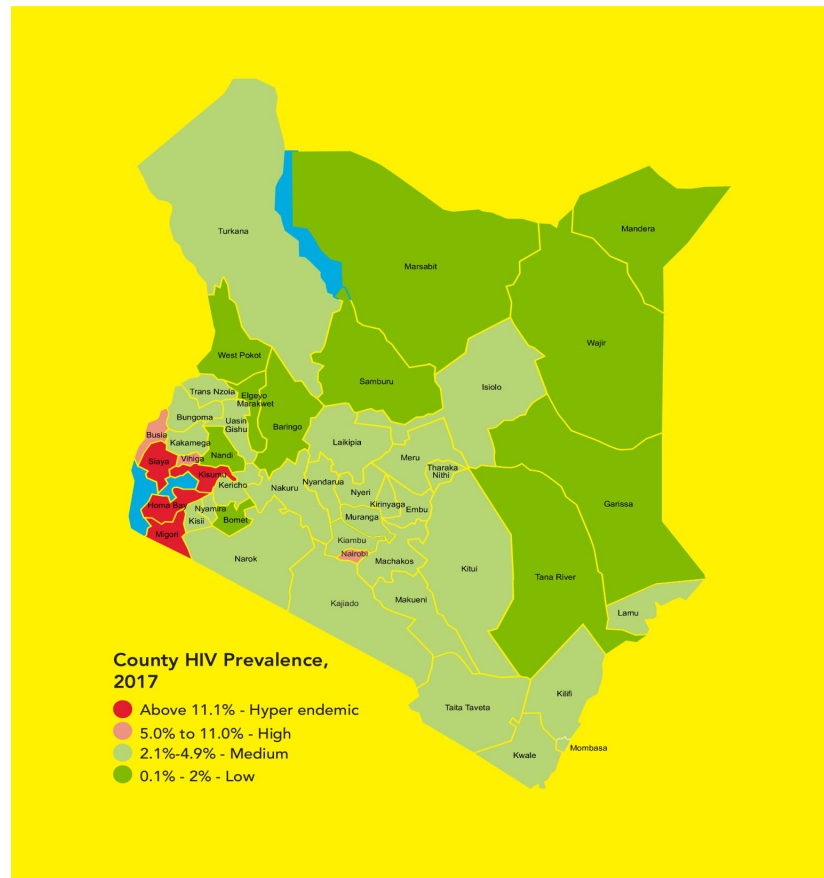 Mandera
Turkana
Marsabit
Wajir
West Pokot
Samburu
Isiolo
Trans Nzoia
Elgeyo
Marakwet
Bungoma
Uasin
Gishu
Baringo
Busia
Kakamega
Laikipia
Siaya
Vihiga
Nandi
Meru
Tharaka
Nithi
Kisumu
Kericho
Nakuru
Nyandarua
Nyeri
Garissa
Homa Bay
Nyamira
Kirinyaga
Embu
Kisii
Bomet
Muranga
Migori
Kiambu
Nairobi
Narok
Machakos
Kitui
Tana River
Kajiado
Makueni
Lamu
County HIV Prevalence,
2017
Kilifi
Taita Taveta
Above 11.1% - Hyper endemic
5.0% to 11.0% - High
Mombasa
2.1%-4.9% - Medium
Kwale
0.1% - 2% - Low